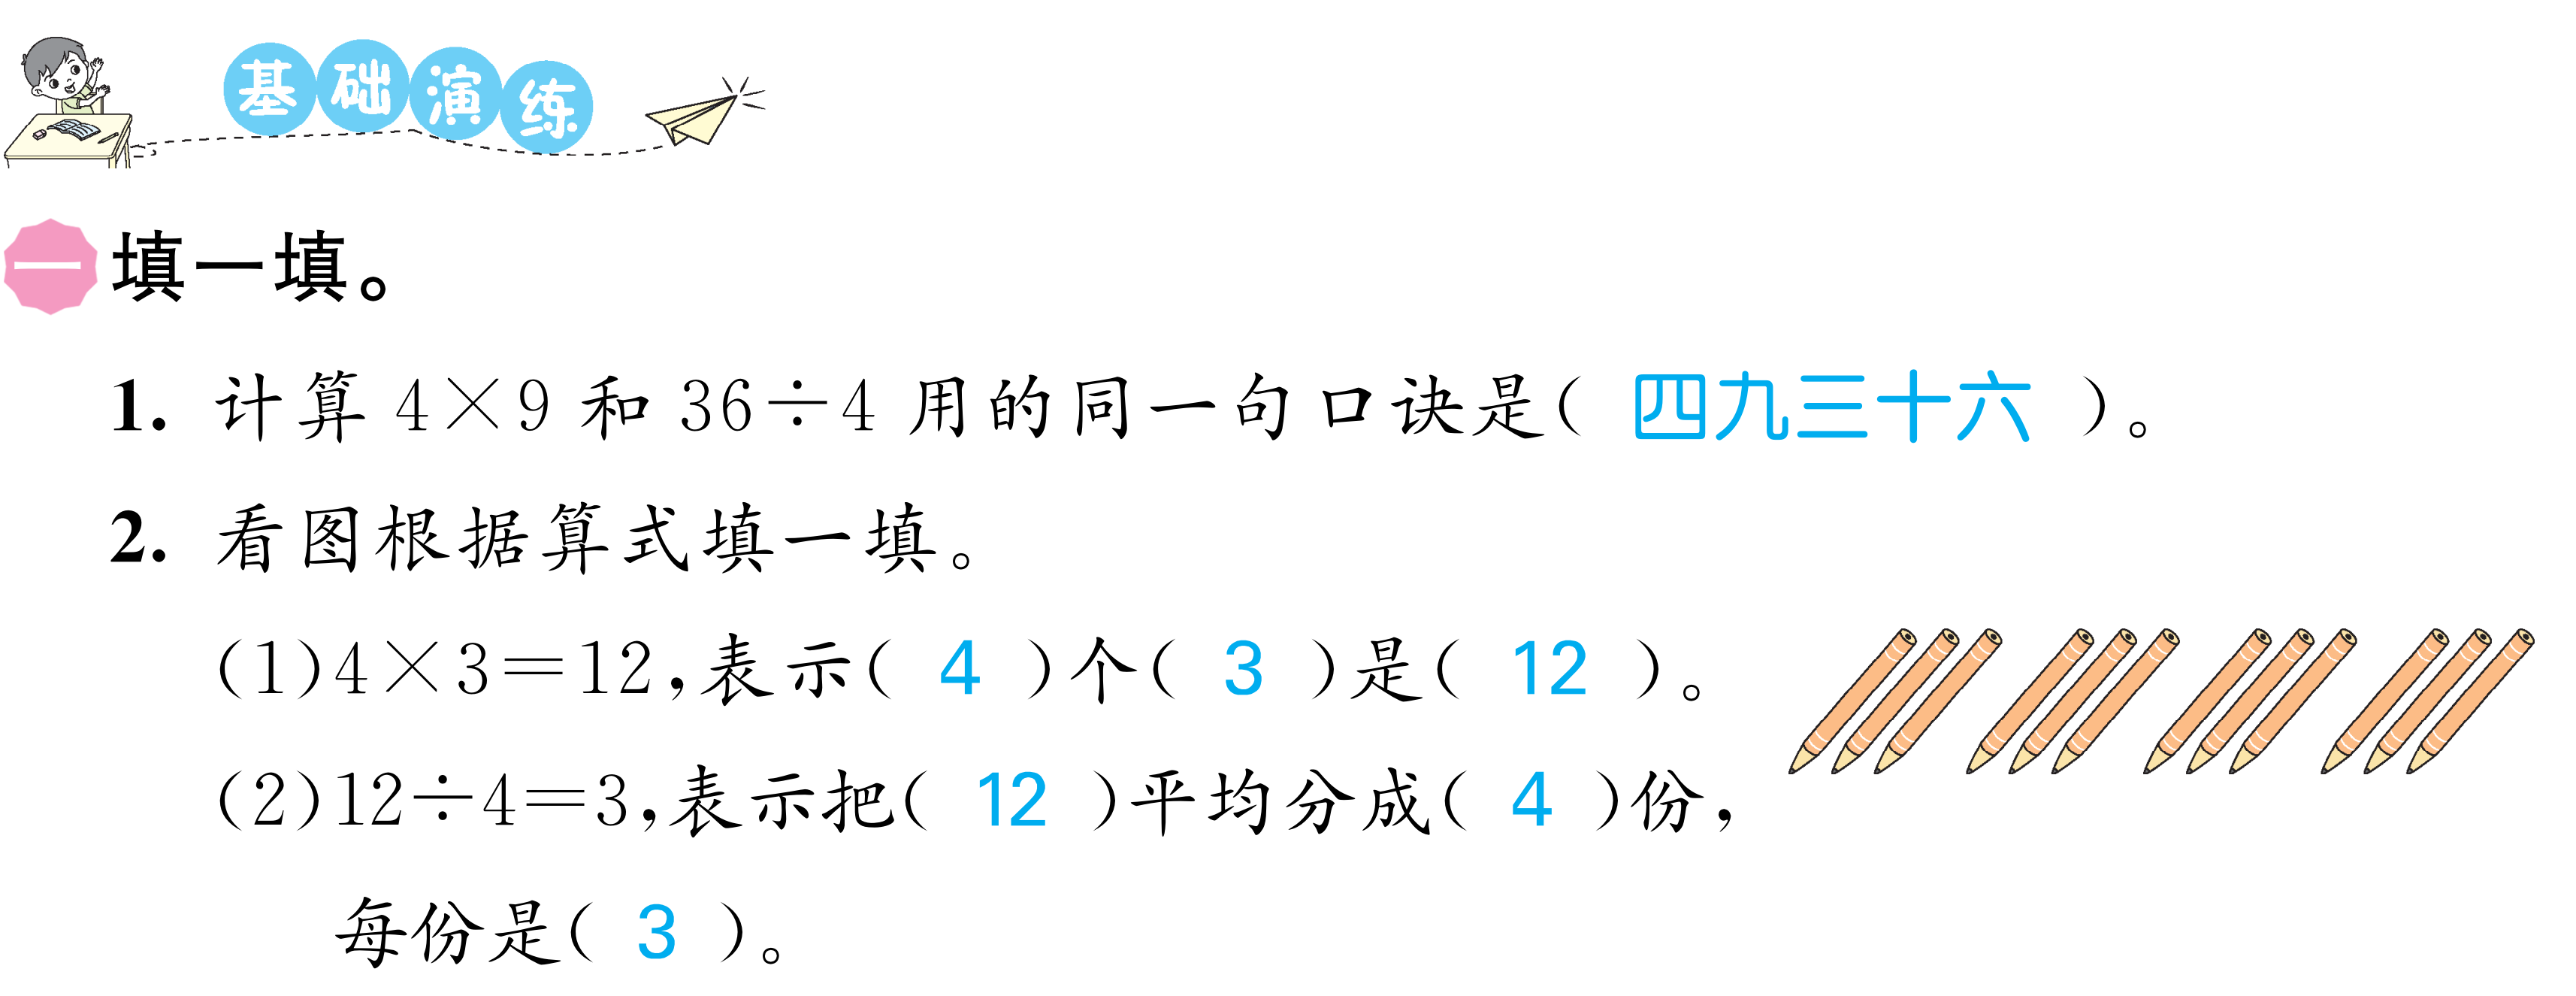 基础演练
一 填一填。
1. 计算 4×9 和 36÷4 用的同一句口诀是( 四九三十六 )。
2. 看图根据算式填一填。
(1)4×3=12,表示( 4 )个( 3 )是( 12 )。
(2)12÷4=3,表示把( 12 )平均分成( 4 )份,
每份是( 3 )。